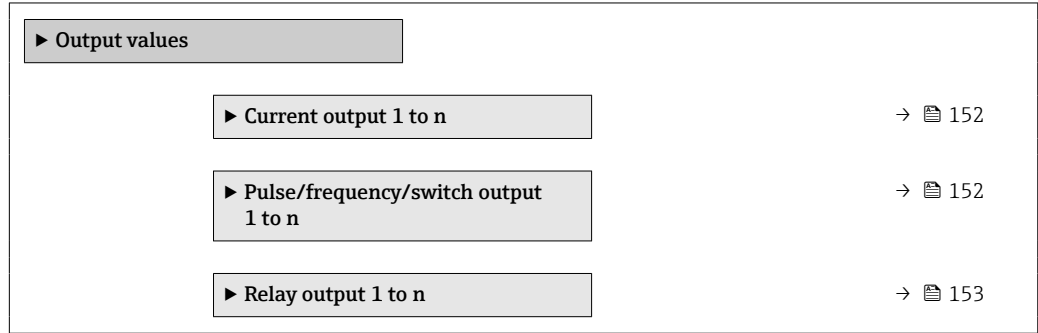 ► Output values
► Current output 1 to n → 152
► Pulse/frequency/switch output
1 to n → 152
► Relay output 1 to n → 153